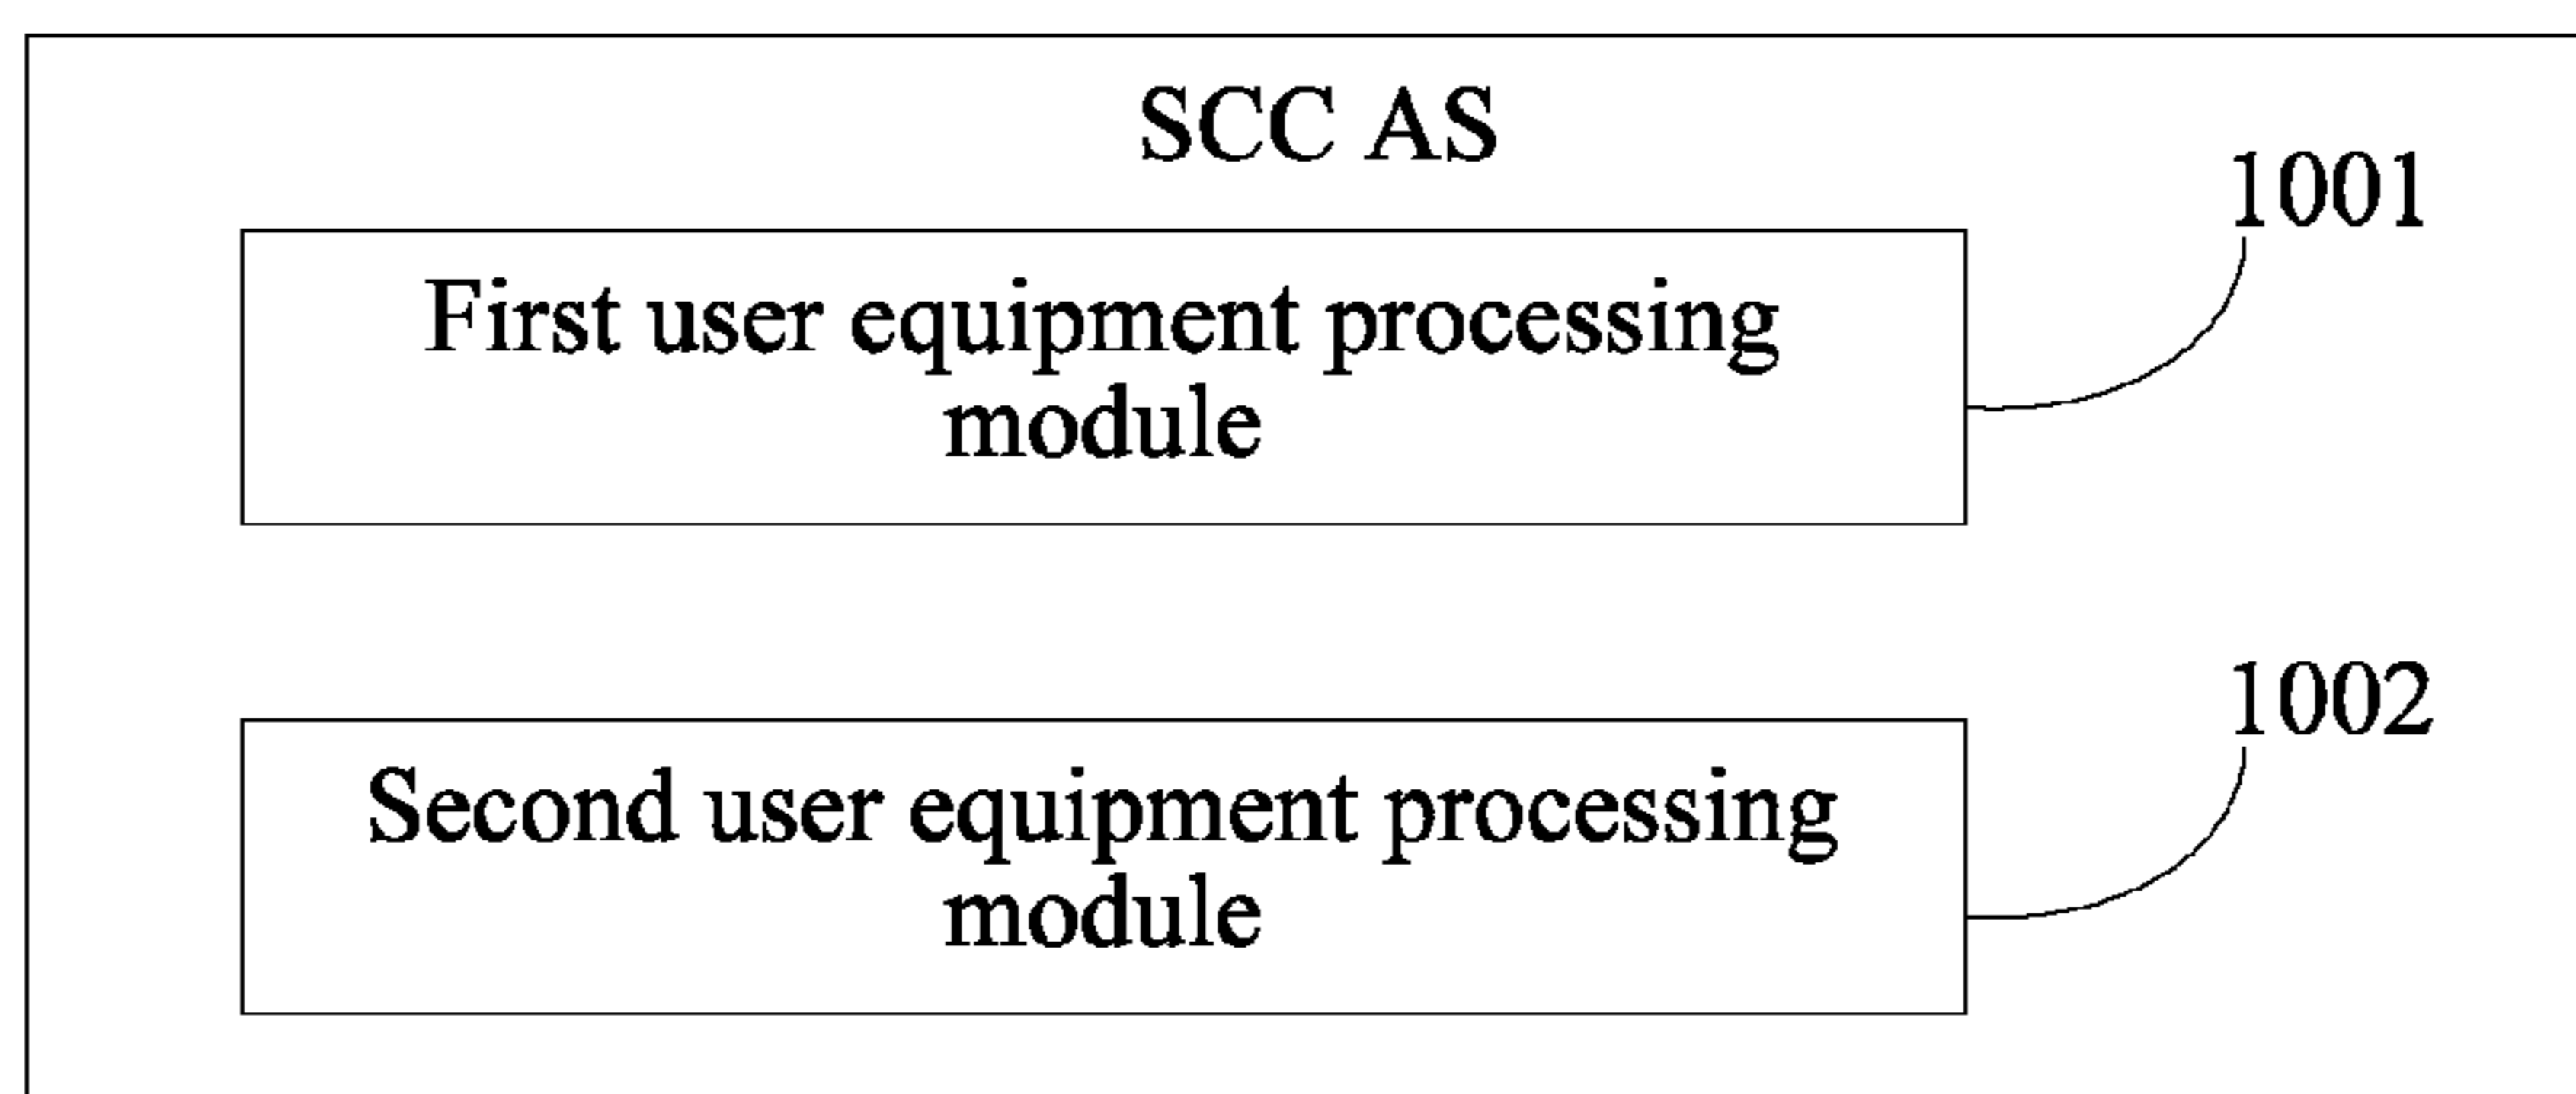 SCC AS
1001
First user equipment processing
module
1002
Second user equipment processing
module